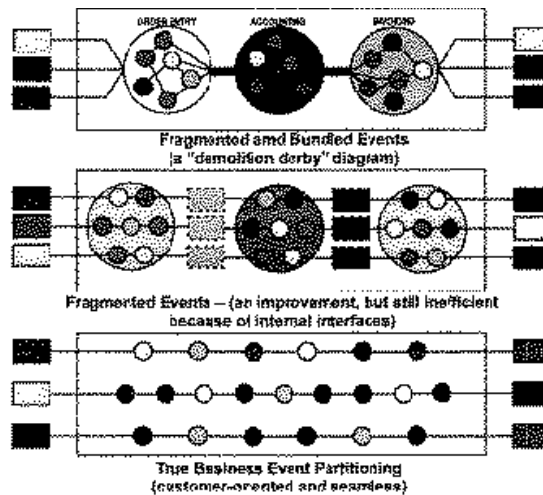 ORDER ENTRY ACCOUNTING BANKING
Fragmented and Bundled Events
(a "demolition derby" diagram)
Fragmented Events – (an improvement, but still inefficient
because of internal interfaces)
True Business Event Partitioning
(customer-oriented and seamless)